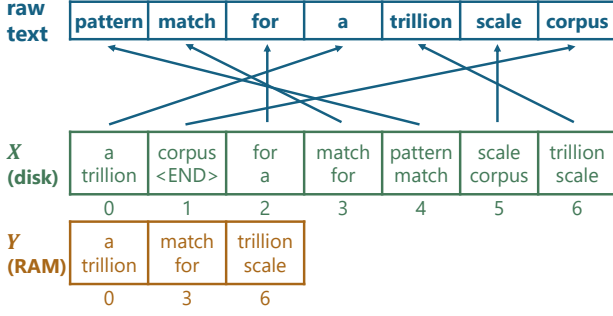 raw text
pattern match for a trillion scale corpus
X (disk)
a trillion
corpus <END>
for a
match for
pattern match
scale corpus
trillion scale
0 1 2 3 4 5 6
Y (RAM)
a trillion
match for
trillion scale
0 3 6